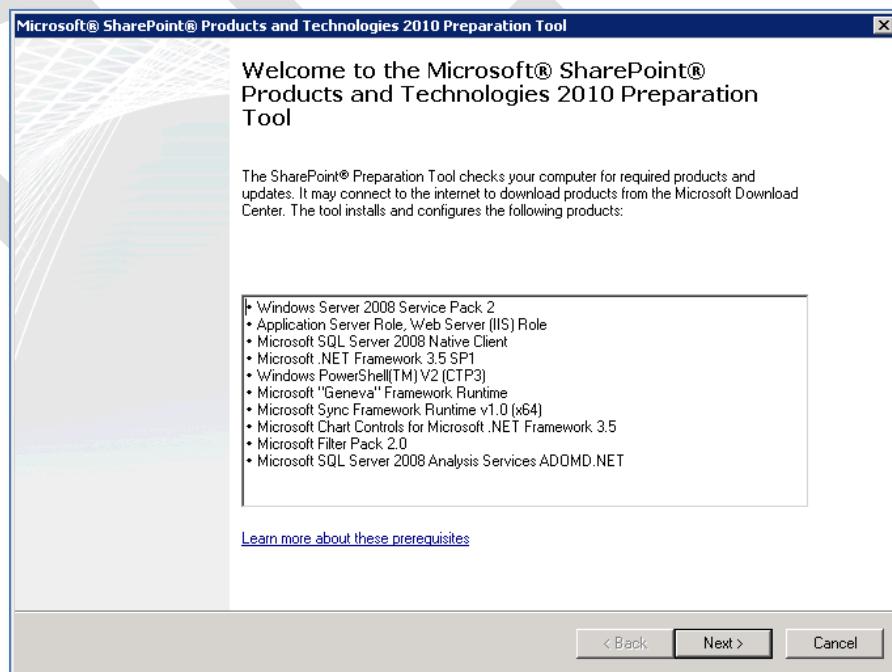 Microsoft® SharePoint® Products and Technologies 2010 Preparation Tool
Welcome to the Microsoft® SharePoint®
Products and Technologies 2010 Preparation
Tool
The SharePoint® Preparation Tool checks your computer for required products and
updates. It may connect to the internet to download products from the Microsoft Download
Center. The tool installs and configures the following products:
• Windows Server 2008 Service Pack 2
• Application Server Role, Web Server (IIS) Role
• Microsoft SQL Server 2008 Native Client
• Microsoft .NET Framework 3.5 SP1
• Windows PowerShell(TM) V2 (CTP3)
• Microsoft "Geneva" Framework Runtime
• Microsoft Sync Framework Runtime v1.0 (x64)
• Microsoft Chart Controls for Microsoft .NET Framework 3.5
• Microsoft Filter Pack 2.0
• Microsoft SQL Server 2008 Analysis Services ADOMD.NET
Learn more about these prerequisites
< Back Next > Cancel